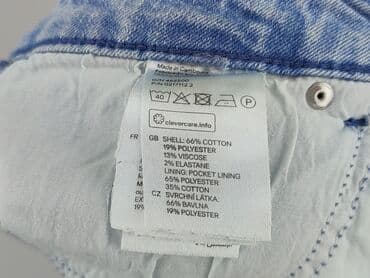 Made in Cambodia
40
P
clevercare.info
FR
GB SHELL: 66% COTTON
19% POLYESTER
13% VISCOSE
2% ELASTANE
LINING: POCKET LINING
65% POLYESTER
35% COTTON
CZ SVRCHNÍ LÁTKA:
66% BAVLNA
19% POLYESTER